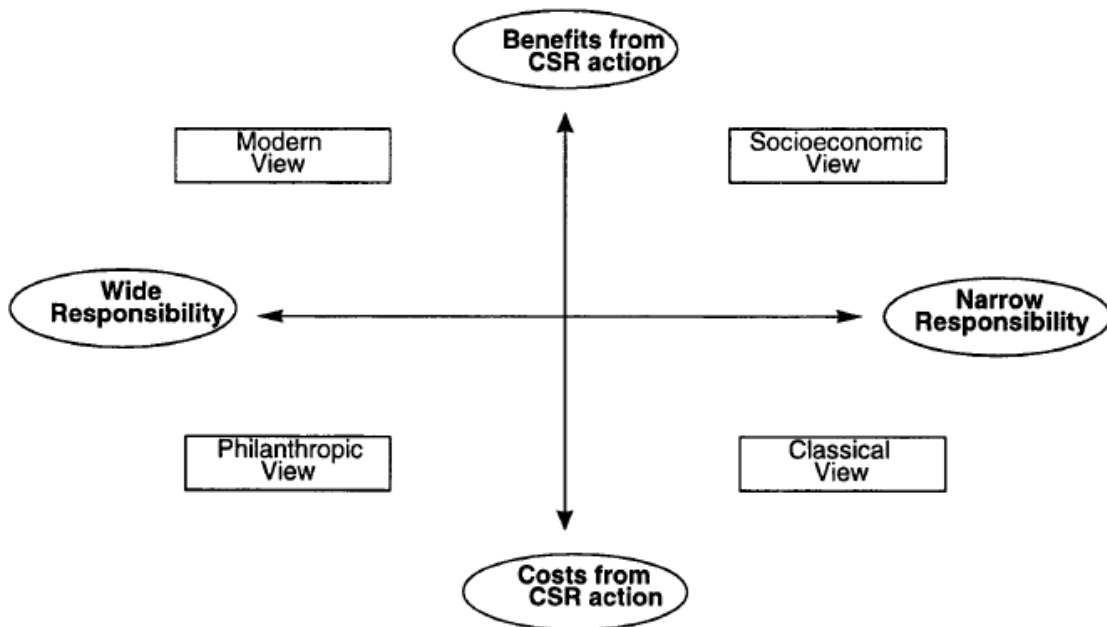 Benefits from
CSR action
Modern
View
Socioeconomic
View
Wide
Responsibility
Narrow
Responsibility
Philanthropic
View
Classical
View
Costs from
CSR action